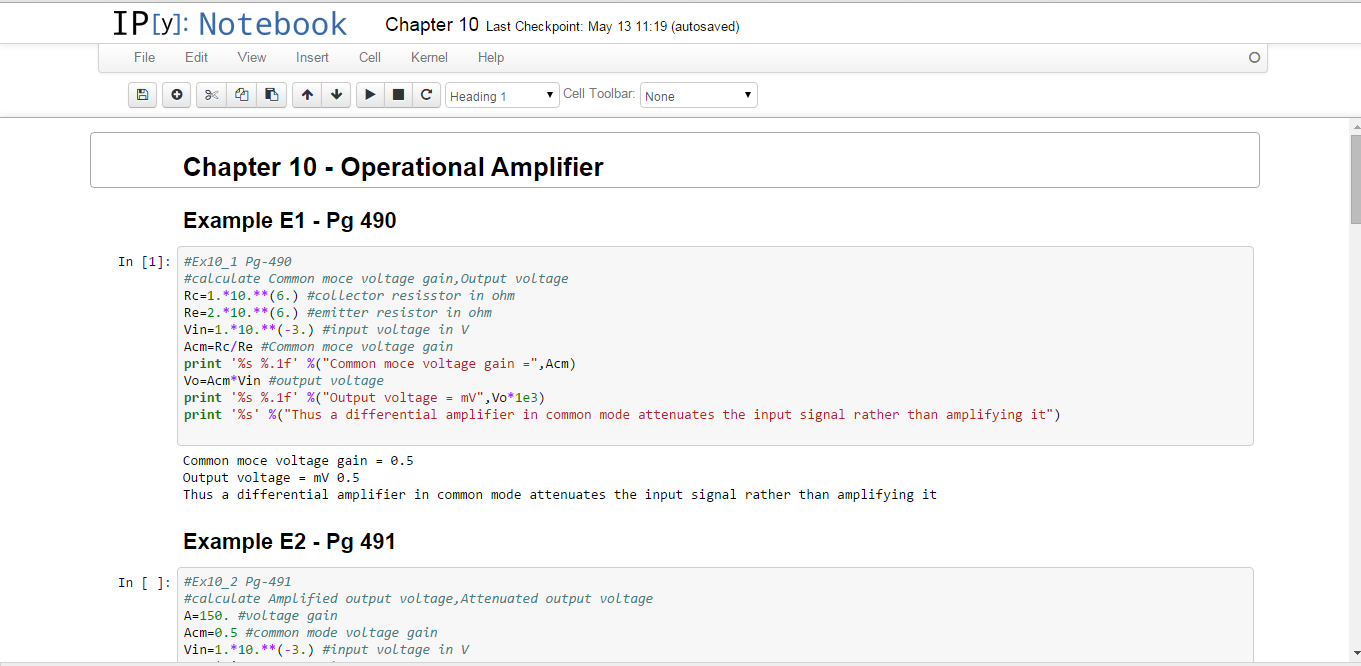 IP[y]: Notebook Chapter 10 Last Checkpoint: May 13 11:19 (autosaved)
File Edit View Insert Cell Kernel Help
Heading 1 Cell Toolbar: None
Chapter 10 - Operational Amplifier
Example E1 - Pg 490
In [1]: #Ex10_1 Pg-490
#calculate Common moce voltage gain,Output voltage
Rc=1.*10.**(6.) #collector resisstor in ohm
Re=2.*10.**(6.) #emitter resistor in ohm
Vin=1.*10.**(-3.) #input voltage in V
Acm=Rc/Re #Common moce voltage gain
print '%s %.1f' %("Common moce voltage gain =",Acm)
Vo=Acm*Vin #output voltage
print '%s %.1f' %("Output voltage = mV",Vo*1e3)
print '%s' %("Thus a differential amplifier in common mode attenuates the input signal rather than amplifying it")
Common moce voltage gain = 0.5
Output voltage = mV 0.5
Thus a differential amplifier in common mode attenuates the input signal rather than amplifying it
Example E2 - Pg 491
In [ ]: #Ex10_2 Pg-491
#calculate Amplified output voltage,Attenuated output voltage
A=150. #voltage gain
Acm=0.5 #common mode voltage gain
Vin=1.*10.**(-3.) #input voltage in V